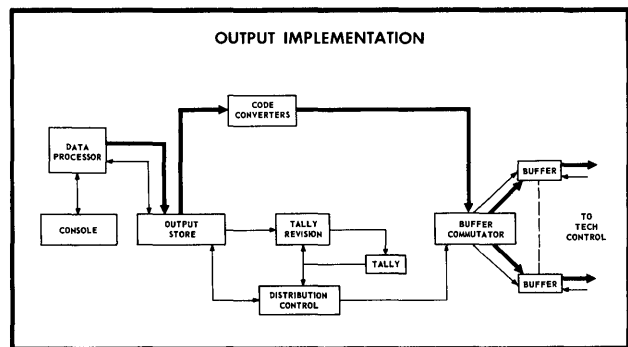 OUTPUT IMPLEMENTATION
CODE
CONVERTERS
DATA
PROCESSOR
BUFFER
CONSOLE
OUTPUT
STORE
TALLY
REVISION
BUFFER
COMMUTATOR
TO
TECH
CONTROL
TALLY
DISTRIBUTION
CONTROL
BUFFER